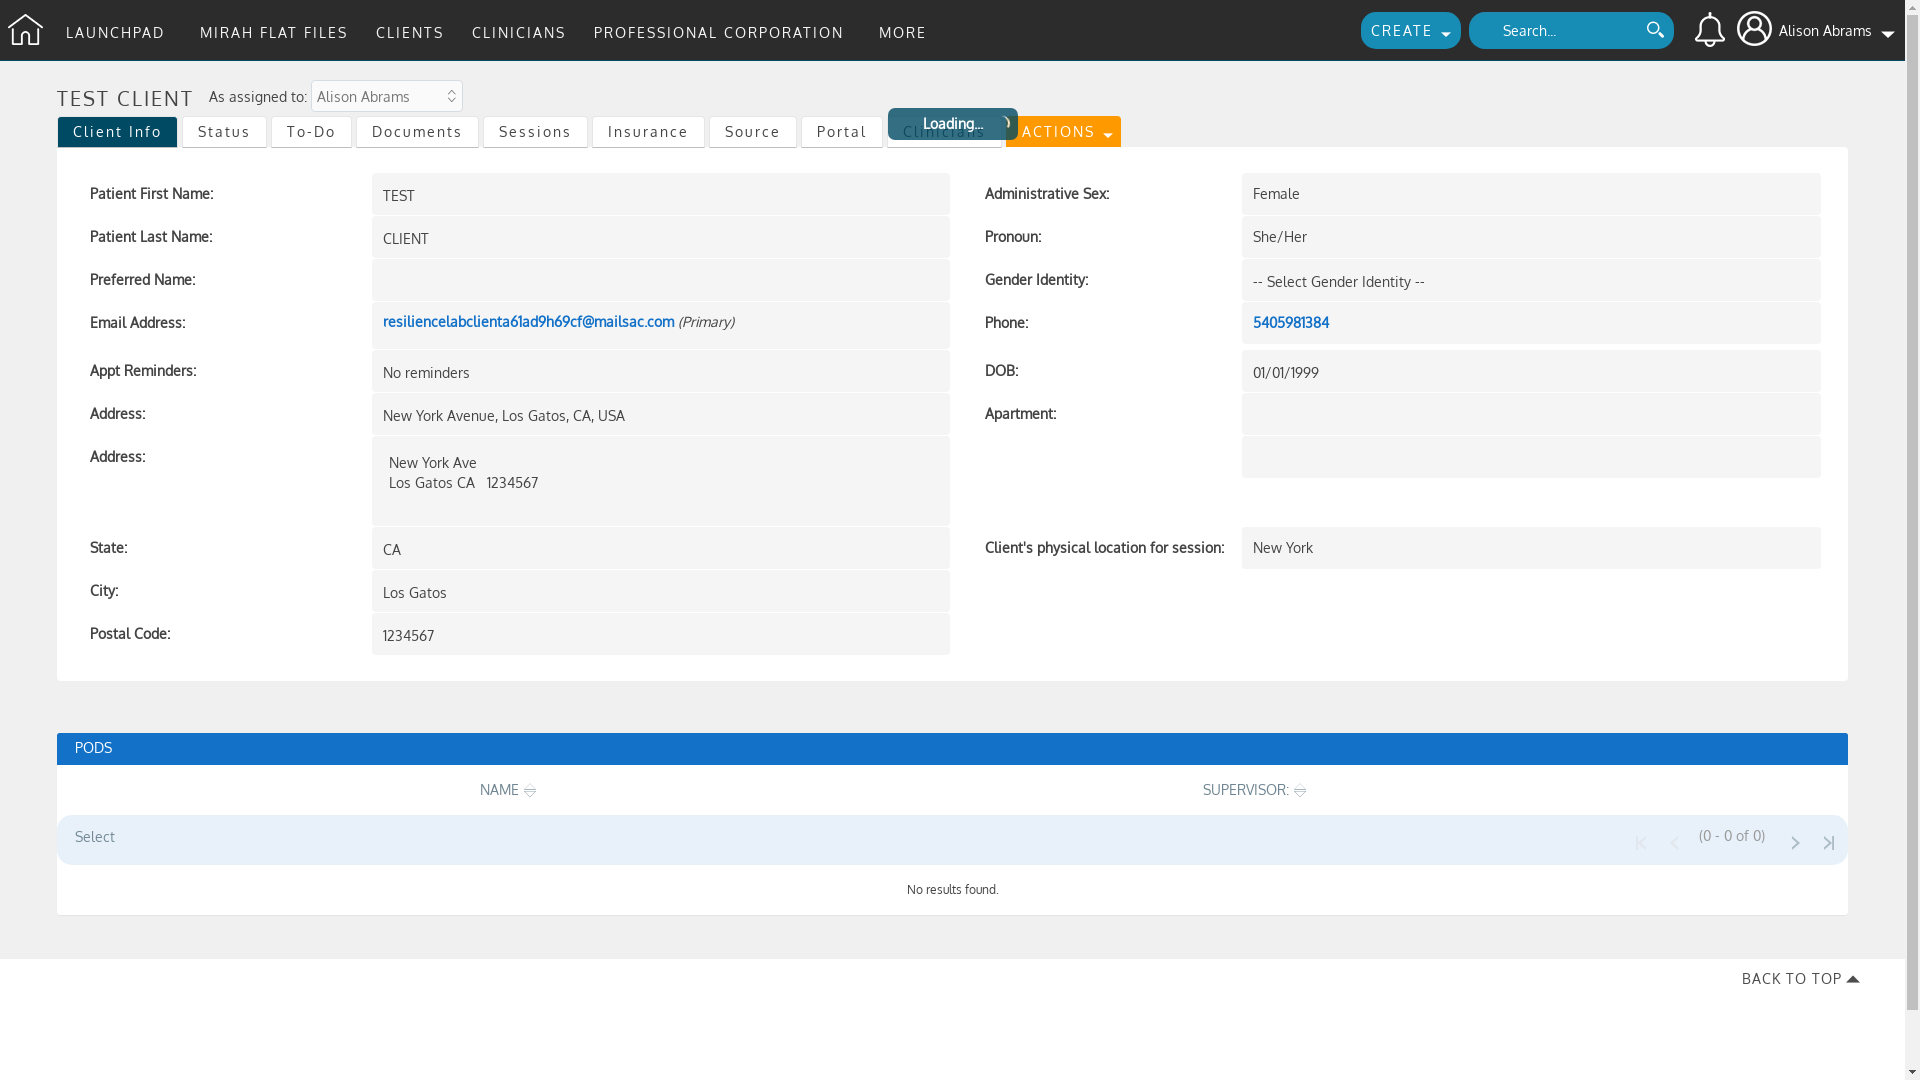 LAUNCHPAD MIRAH FLAT FILES CLIENTS CLINICIANS PROFESSIONAL CORPORATION MORE CREATE Search... Alison Abrams
TEST CLIENT As assigned to: Alison Abrams
Loading...
Client Info Status To-Do Documents Sessions Insurance Source Portal Clinicians ACTIONS
Patient First Name: TEST Administrative Sex: Female
Patient Last Name: CLIENT Pronoun: She/Her
Preferred Name: Gender Identity: -- Select Gender Identity --
Email Address: resiliencelabclienta61ad9h69cf@mailsac.com (Primary) Phone: 5405981384
Appt Reminders: No reminders DOB: 01/01/1999
Address: New York Avenue, Los Gatos, CA, USA Apartment:
Address: New York Ave
Los Gatos CA 1234567
State: CA Client's physical location for session: New York
City: Los Gatos
Postal Code: 1234567
PODS
NAME SUPERVISOR:
Select (0 - 0 of 0)
No results found.
BACK TO TOP